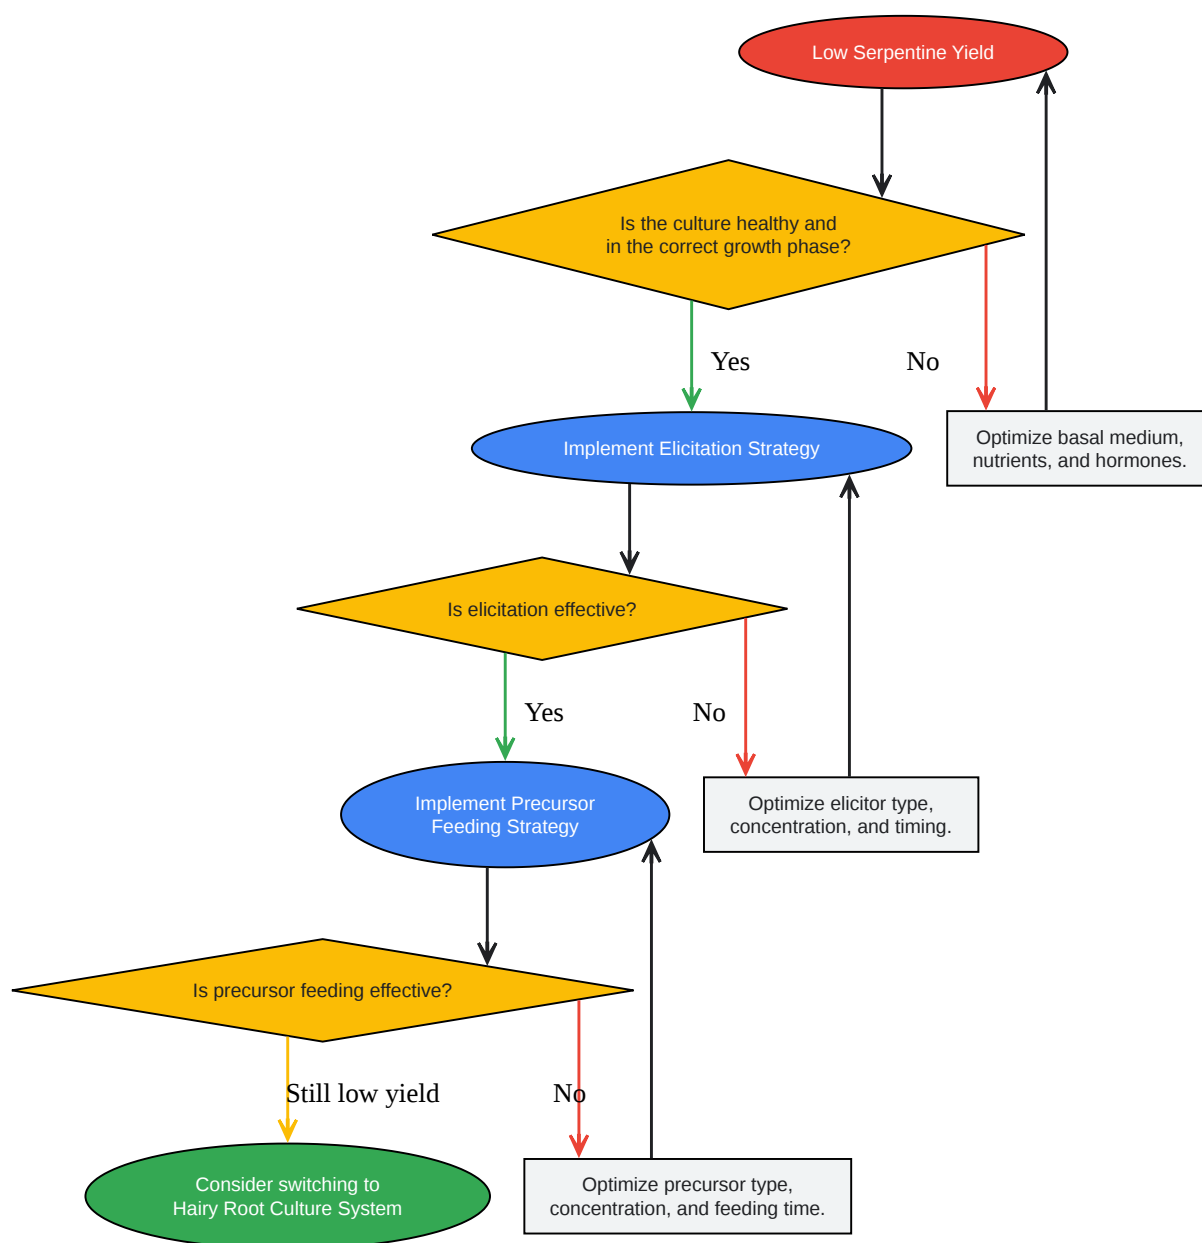 Low Serpentine Yield
Is the culture healthy and
in the correct growth phase?
Yes
No
Implement Elicitation Strategy
Optimize basal medium,
nutrients, and hormones.
Is elicitation effective?
Yes
No
Implement Precursor
Feeding Strategy
Optimize elicitor type,
concentration, and timing.
Is precursor feeding effective?
Still low yield
No
Consider switching to
Hairy Root Culture System
Optimize precursor type,
concentration, and feeding time.